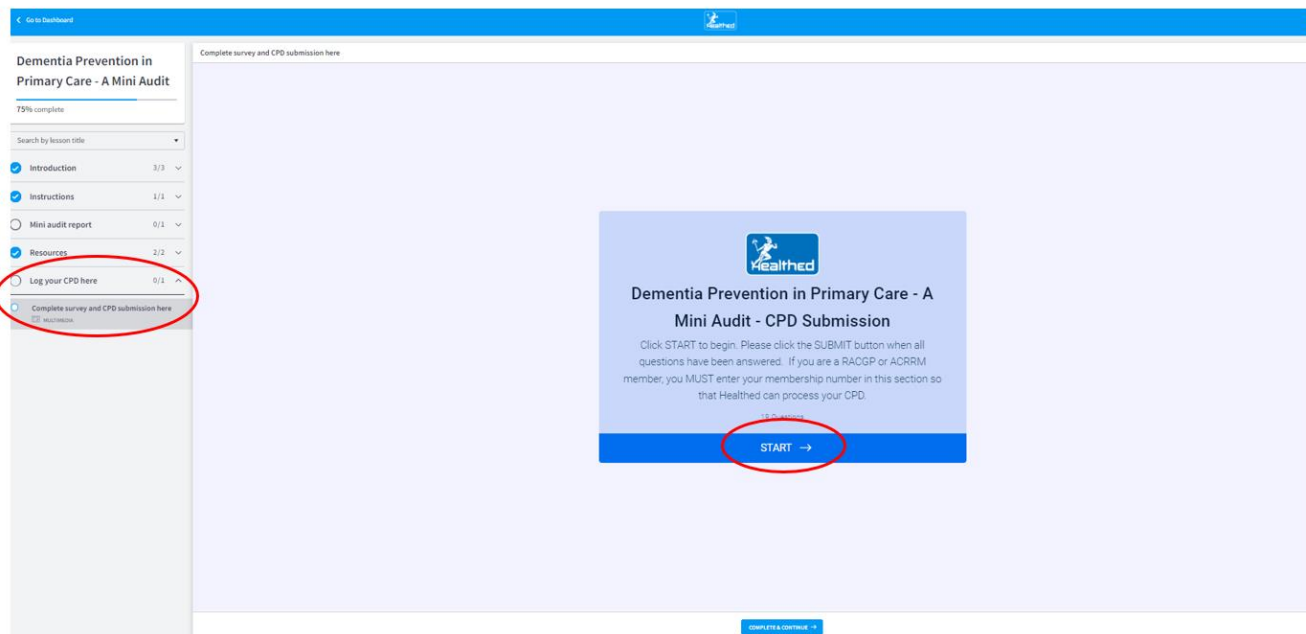 Go to Dashboard
Healthed
Dementia Prevention in
Primary Care - A Mini Audit
75% complete
Search by lesson title
Introduction 3/3
Instructions 1/1
Mini audit report 0/1
Resources 2/2
Log your CPD here 0/1
Complete survey and CPD submission here
MULTIMEDIA
Complete survey and CPD submission here
Healthed
Dementia Prevention in Primary Care - A
Mini Audit - CPD Submission
Click START to begin. Please click the SUBMIT button when all
questions have been answered. If you are a RACGP or ACRRM
member, you MUST enter your membership number in this section so
that Healthed can process your CPD.
19 Questions
START →
COMPLETE & CONTINUE →